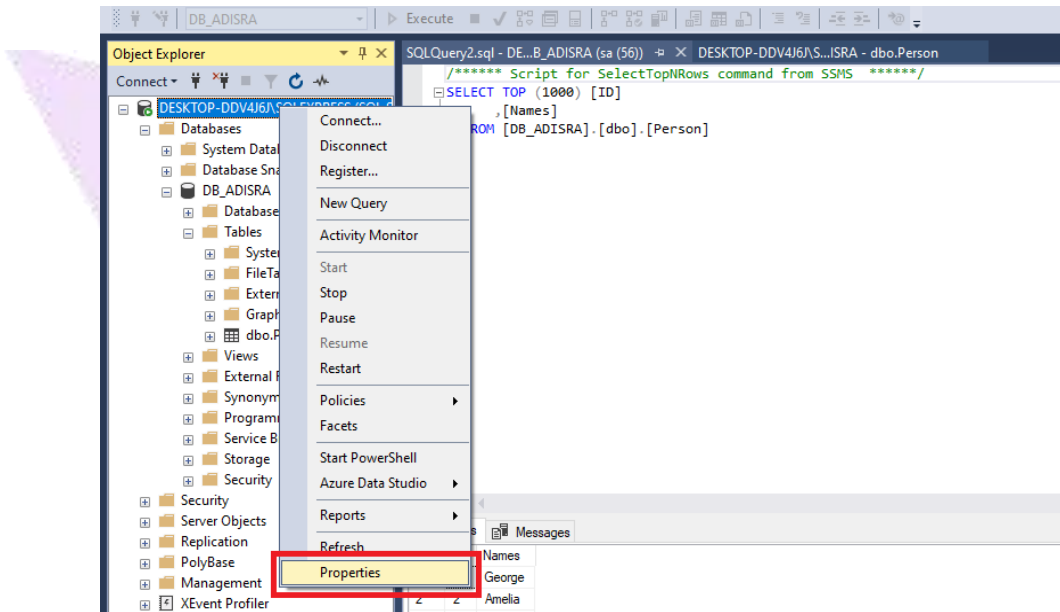 DB_ADISRA
Execute
Object Explorer
Connect
DESKTOP-DDV4J6J\SQLEXPRESS (SQL S
Databases
System Datal
Database Sna
DB_ADISRA
Database
Tables
Syster
FileTa
Extern
Graph
dbo.P
Views
External R
Synonym
Programm
Service B
Storage
Security
Security
Server Objects
Replication
PolyBase
Management
XEvent Profiler
Connect...
Disconnect
Register...
New Query
Activity Monitor
Start
Stop
Pause
Resume
Restart
Policies
Facets
Start PowerShell
Azure Data Studio
Reports
Refresh
Properties
SQLQuery2.sql - DE...B_ADISRA (sa (56))
DESKTOP-DDV4J6J\S...ISRA - dbo.Person
/****** Script for SelectTopNRows command from SSMS ******/
SELECT TOP (1000) [ID]
,[Names]
ROM [DB_ADISRA].[dbo].[Person]
s
Messages
Names
George
2 2 Amelia